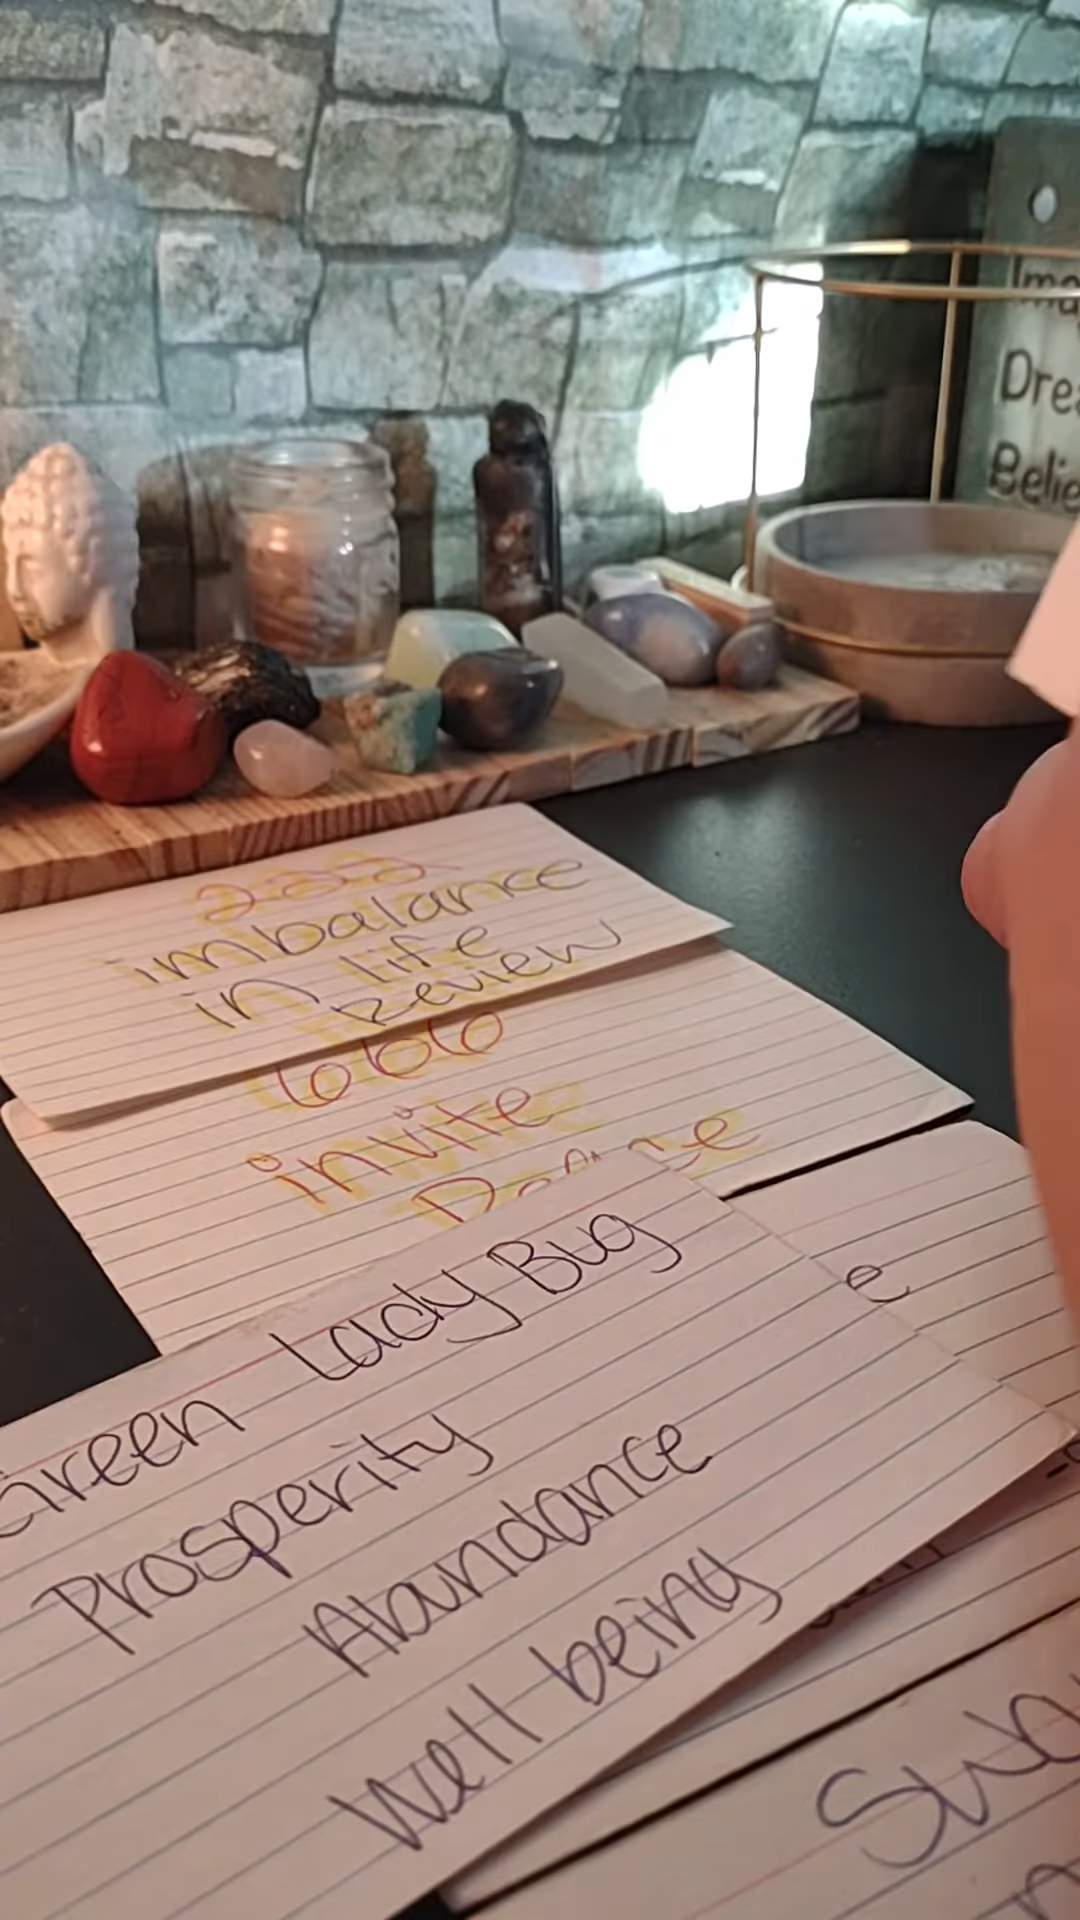 Ima
Drea
Belie
222
imbalance
in life
Review
666
invite
e
Green Lady Bug
Prosperity
Abundance
Well being